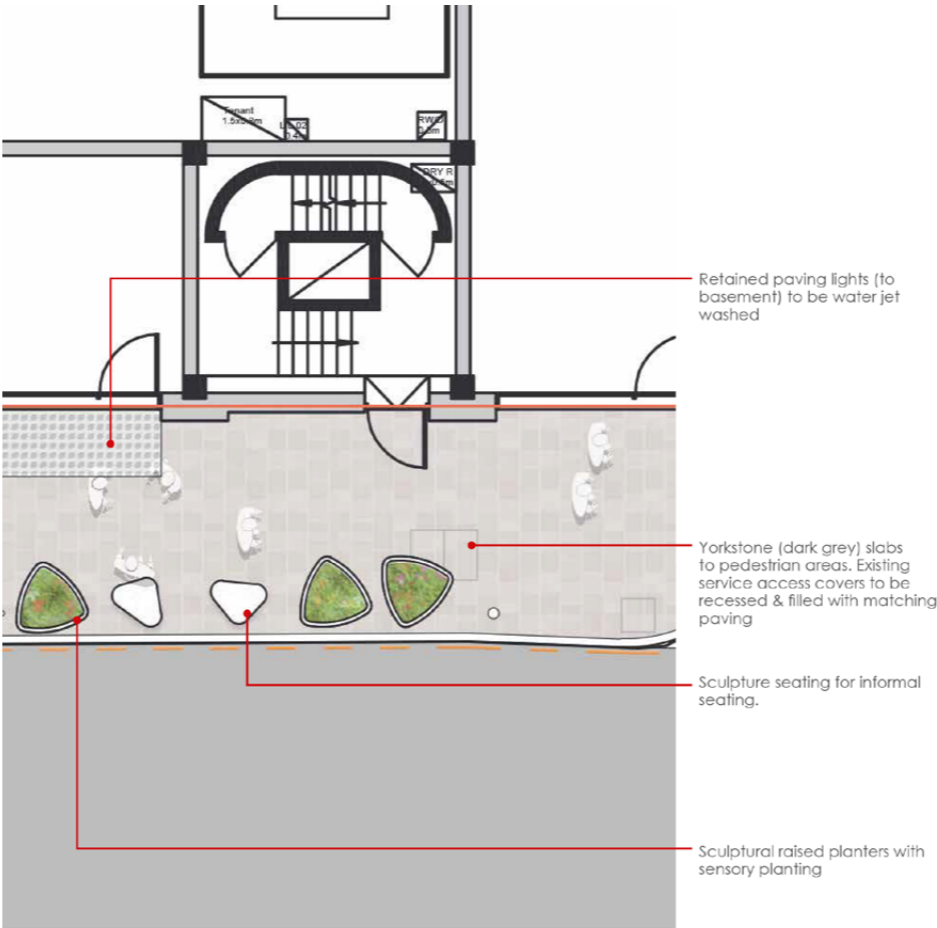 Tenant
RWP
DRY R
Retained paving lights (to
basement) to be water jet
washed
Yorkstone (dark grey) slabs
to pedestrian areas. Existing
service access covers to be
recessed & filled with matching
paving
Sculpture seating for informal
seating.
Sculptural raised planters with
sensory planting